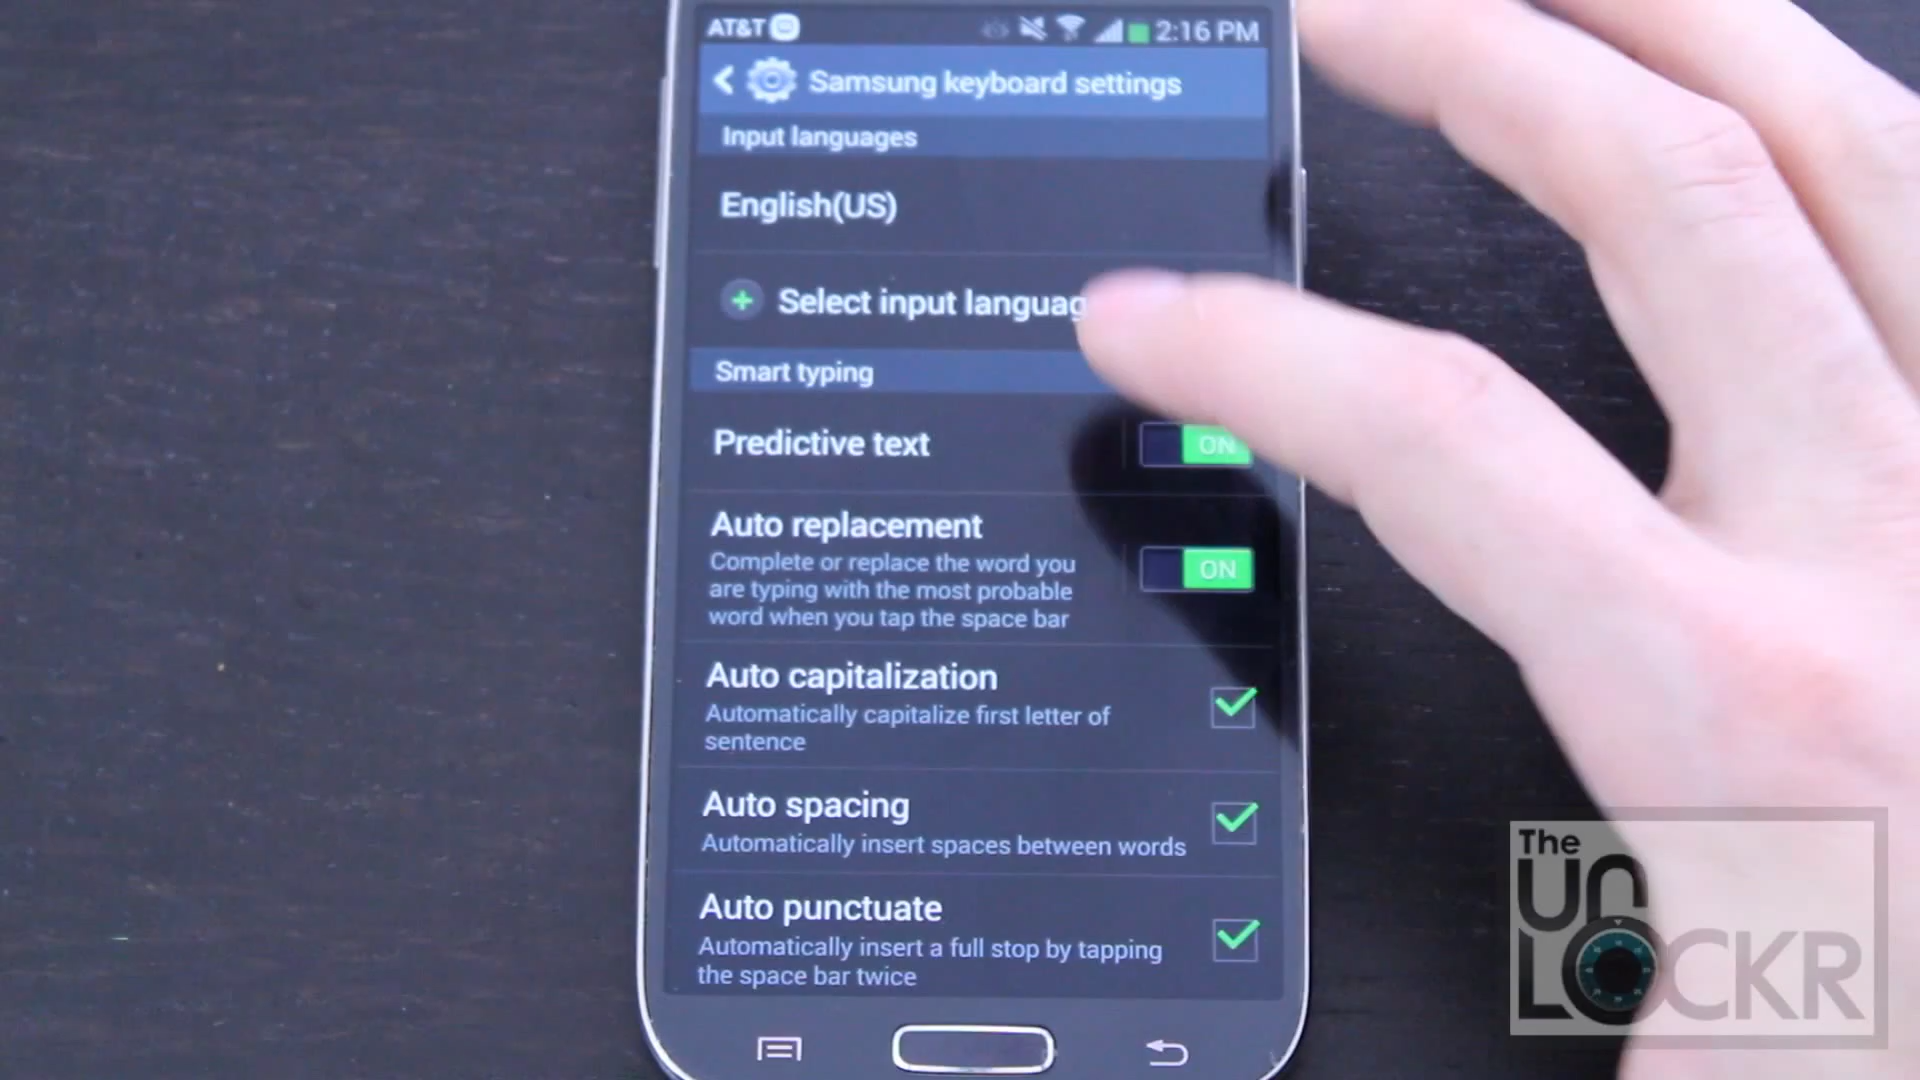 AT&T 2:16 PM
Samsung keyboard settings
Input languages
English(US)
Select input languag
Smart typing
Predictive text
ON
Auto replacement
Complete or replace the word you
are typing with the most probable
word when you tap the space bar
ON
Auto capitalization
Automatically capitalize first letter of
sentence
Auto spacing
Automatically insert spaces between words
Auto punctuate
Automatically insert a full stop by tapping
the space bar twice
The
UN
LOCKR